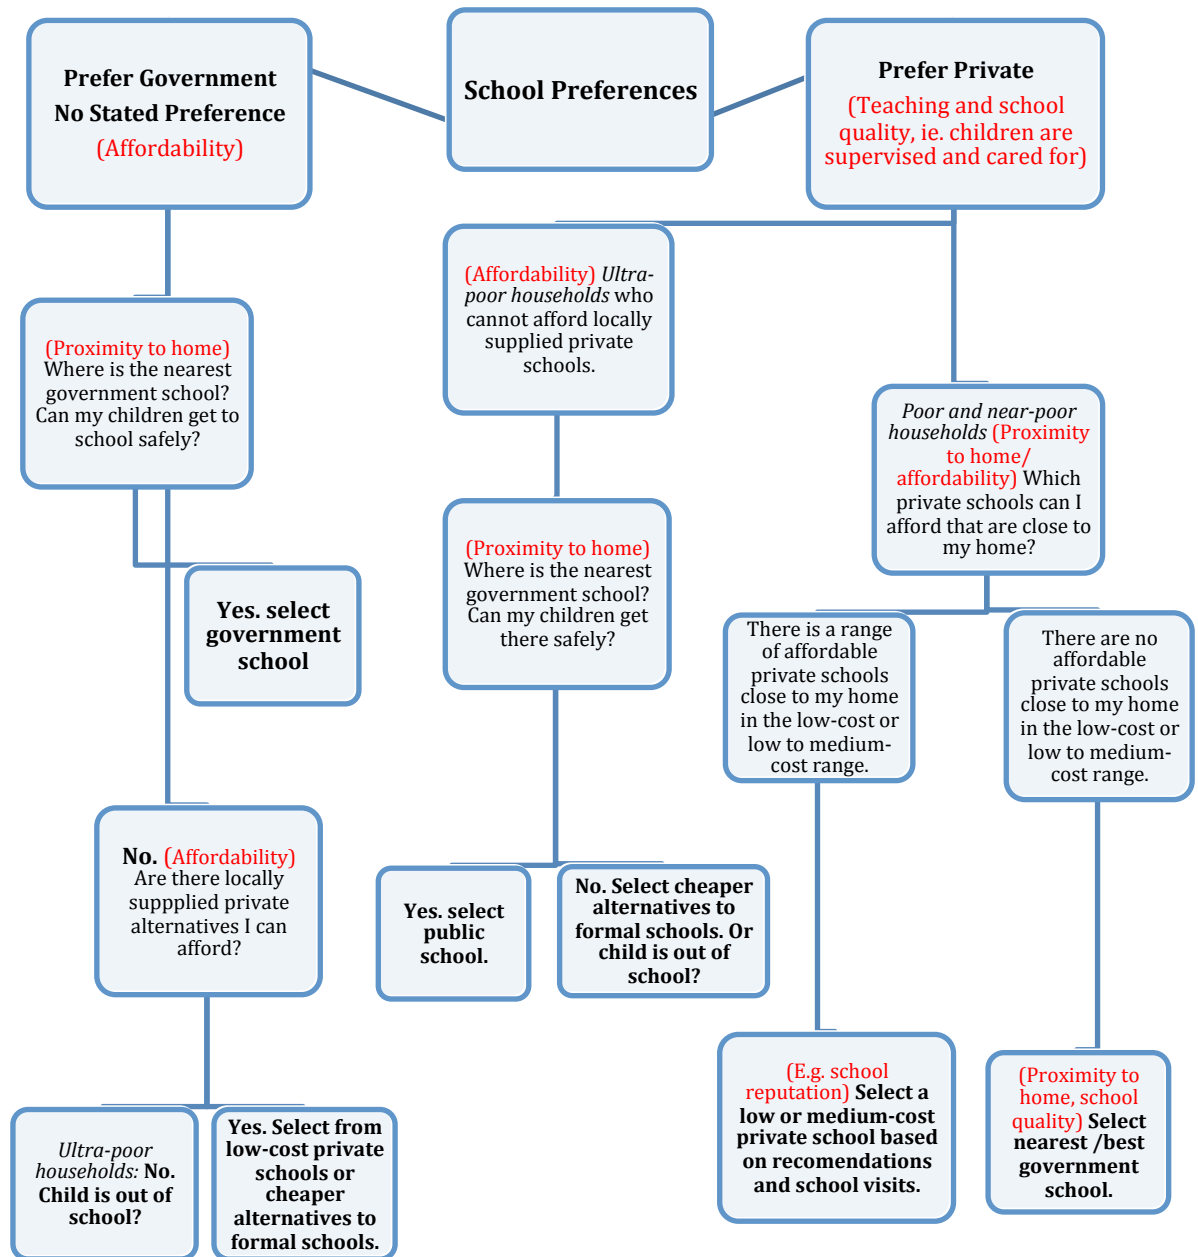 Prefer Government
No Stated Preference
(Affordability)
School Preferences
Prefer Private
(Teaching and school
quality, ie. children are
supervised and cared for)
(Proximity to home)
Where is the nearest
government school?
Can my children get to
school safely?
Yes. select
government
school
No. (Affordability)
Are there locally
suppplied private
alternatives I can
afford?
Ultra-poor
households: No.
Child is out of
school?
Yes. Select from
low-cost private
schools or
cheaper
alternatives to
formal schools.
(Affordability) Ultra-
poor households who
cannot afford locally
supplied private
schools.
(Proximity to home)
Where is the nearest
government school?
Can my children get
there safely?
Yes. select
public
school.
No. Select cheaper
alternatives to
formal schools. Or
child is out of
school?
Poor and near-poor
households (Proximity
to home/
affordability) Which
private schools can I
afford that are close to
my home?
There is a range
of affordable
private schools
close to my home
in the low-cost or
low to medium-
cost range.
There are no
affordable
private schools
close to my home
in the low-cost or
low to medium-
cost range.
(E.g. school
reputation) Select a
low or medium-cost
private school based
on recomendations
and school visits.
(Proximity to
home, school
quality) Select
nearest /best
government
school.